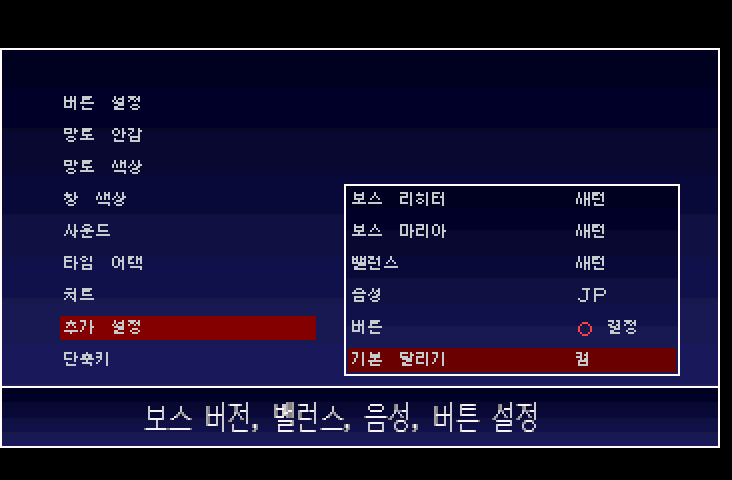 버튼 설정
망토 안감
망토 색상
창 색상
사운드
타임 어택
치트
추가 설정
단축키
보스 리히터 새턴
보스 마리아 새턴
밸런스 새턴
음성 JP
버튼 ○ 결정
기본 달리기 켬
보스 버전, 밸런스, 음성, 버튼 설정